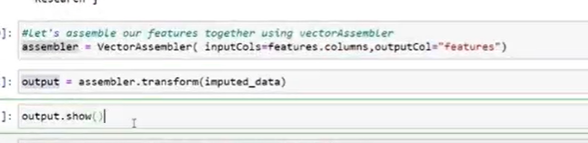 Research ]
]: #let's assemble our features together using vectorAssembler
assembler = VectorAssembler( inputCols=features.columns,outputCol="features")
]: output = assembler.transform(imputed_data)
]: output.show()